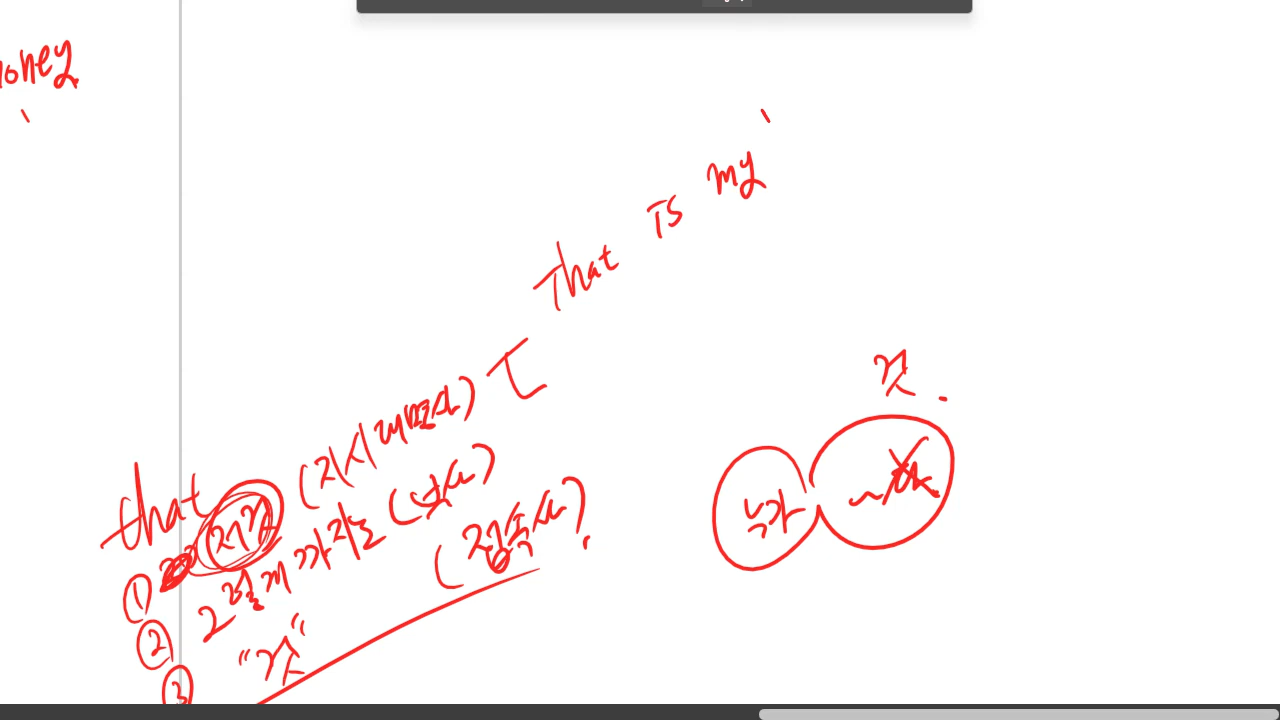 money
That is my
that
① 저것 (지시대명사)
② 그렇게 까지는 (부사)
③ "것" (접속사)
것.
누가 ~